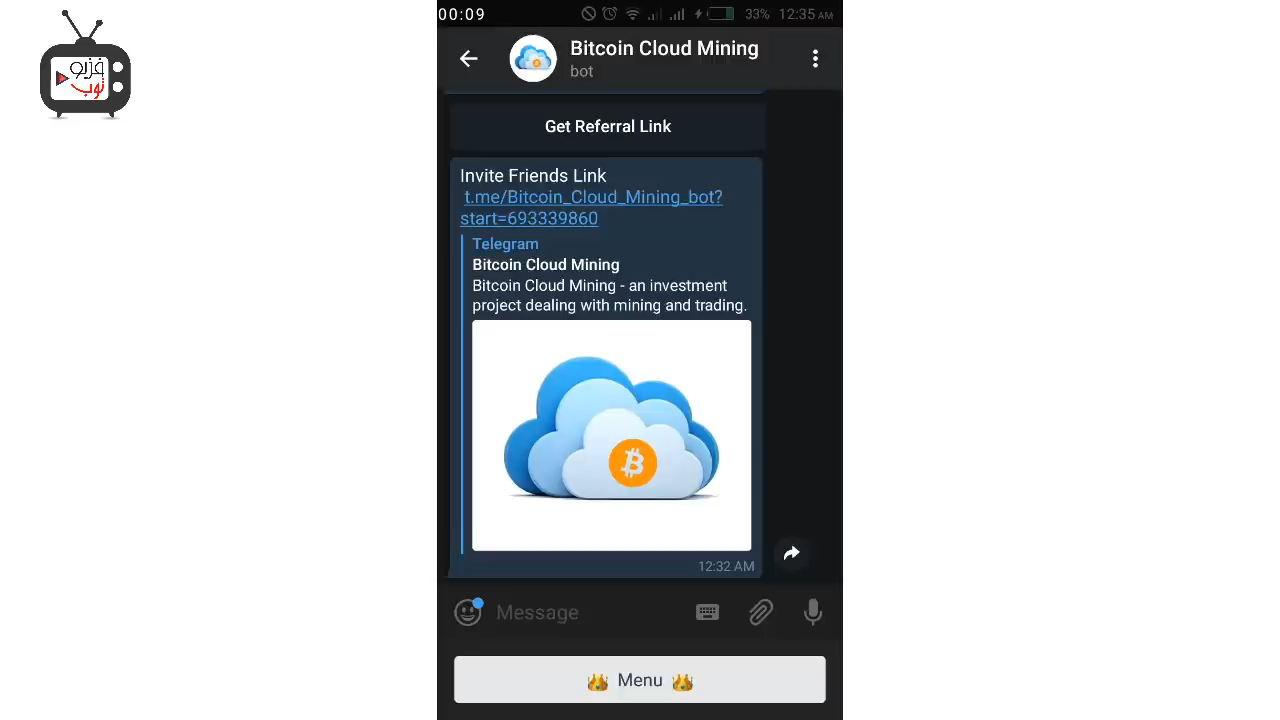 فزیو
توب
00:09
33% 12:35 AM
Bitcoin Cloud Mining
bot
Get Referral Link
Invite Friends Link
t.me/Bitcoin_Cloud_Mining_bot?
start=693339860
Telegram
Bitcoin Cloud Mining
Bitcoin Cloud Mining - an investment
project dealing with mining and trading.
12:32 AM
Message
Menu